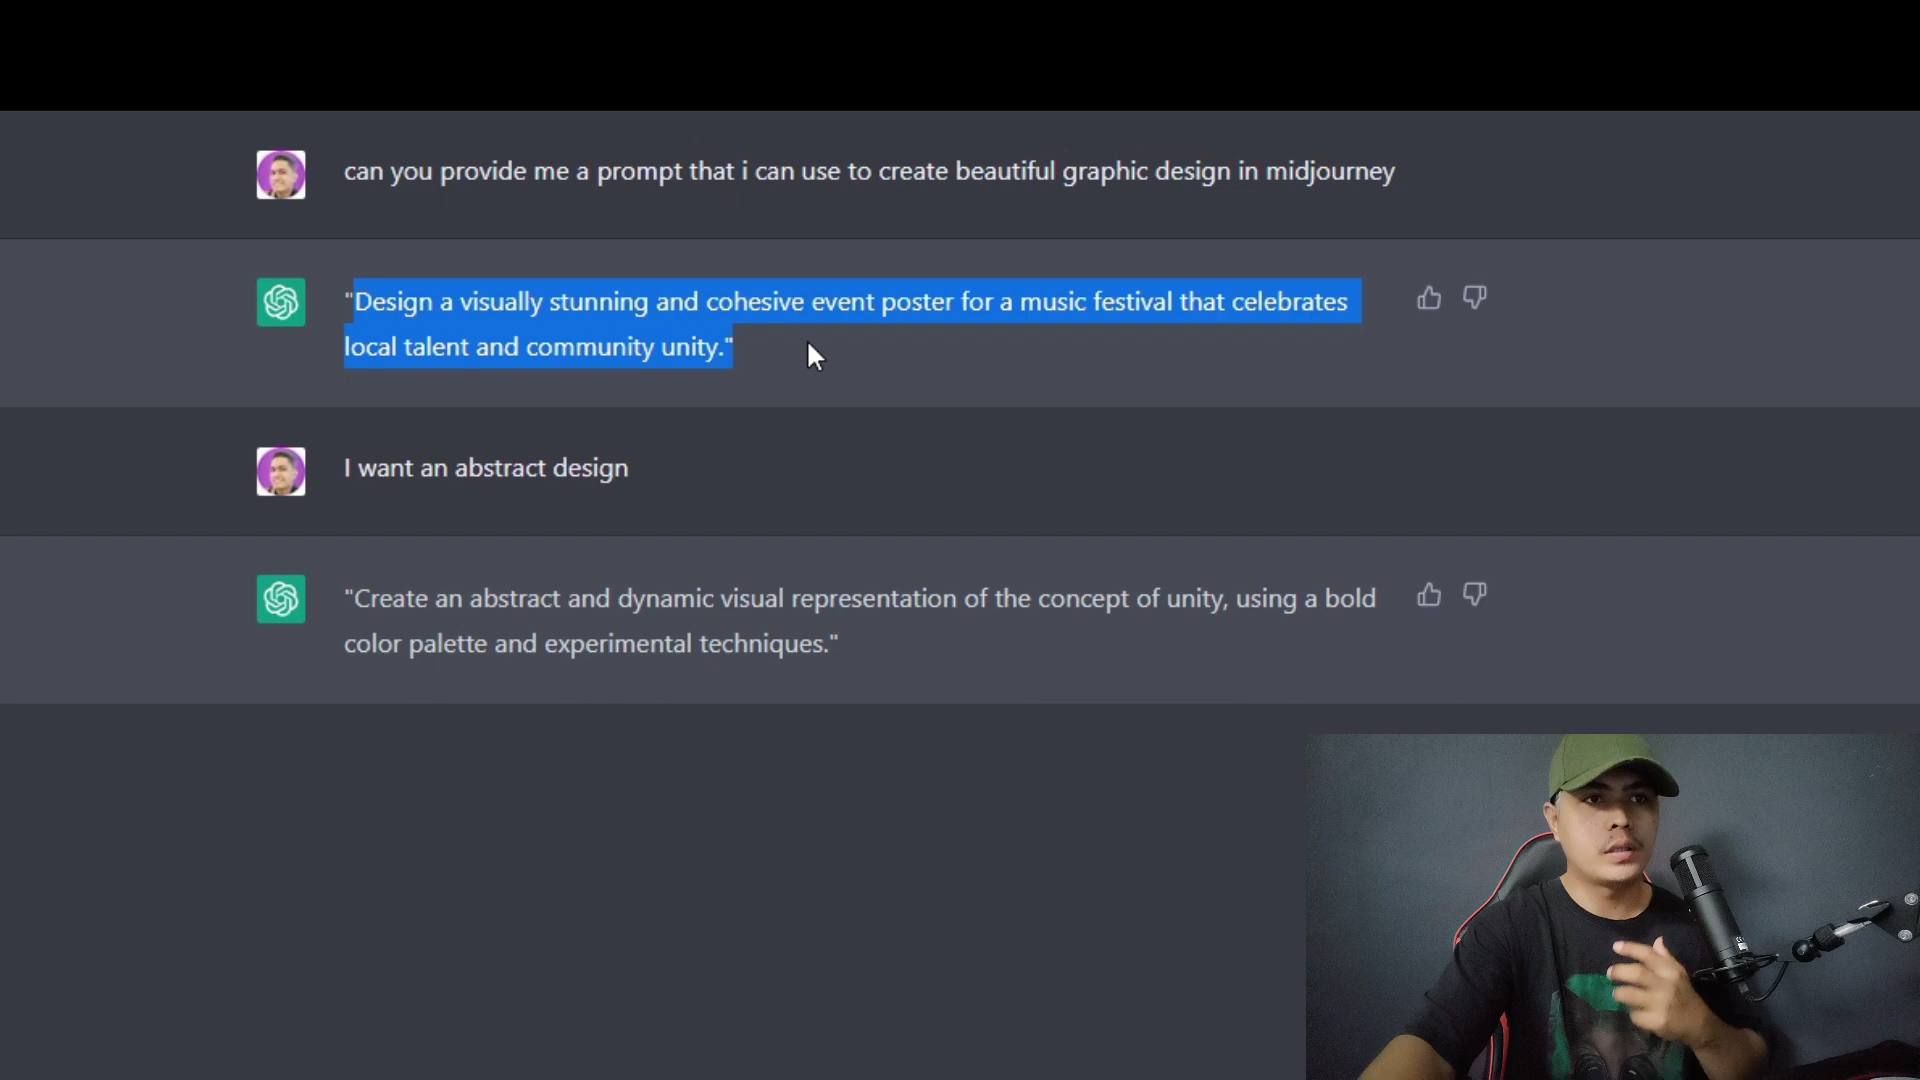 can you provide me a prompt that i can use to create beautiful graphic design in midjourney
"Design a visually stunning and cohesive event poster for a music festival that celebrates
local talent and community unity."
I want an abstract design
"Create an abstract and dynamic visual representation of the concept of unity, using a bold
color palette and experimental techniques."